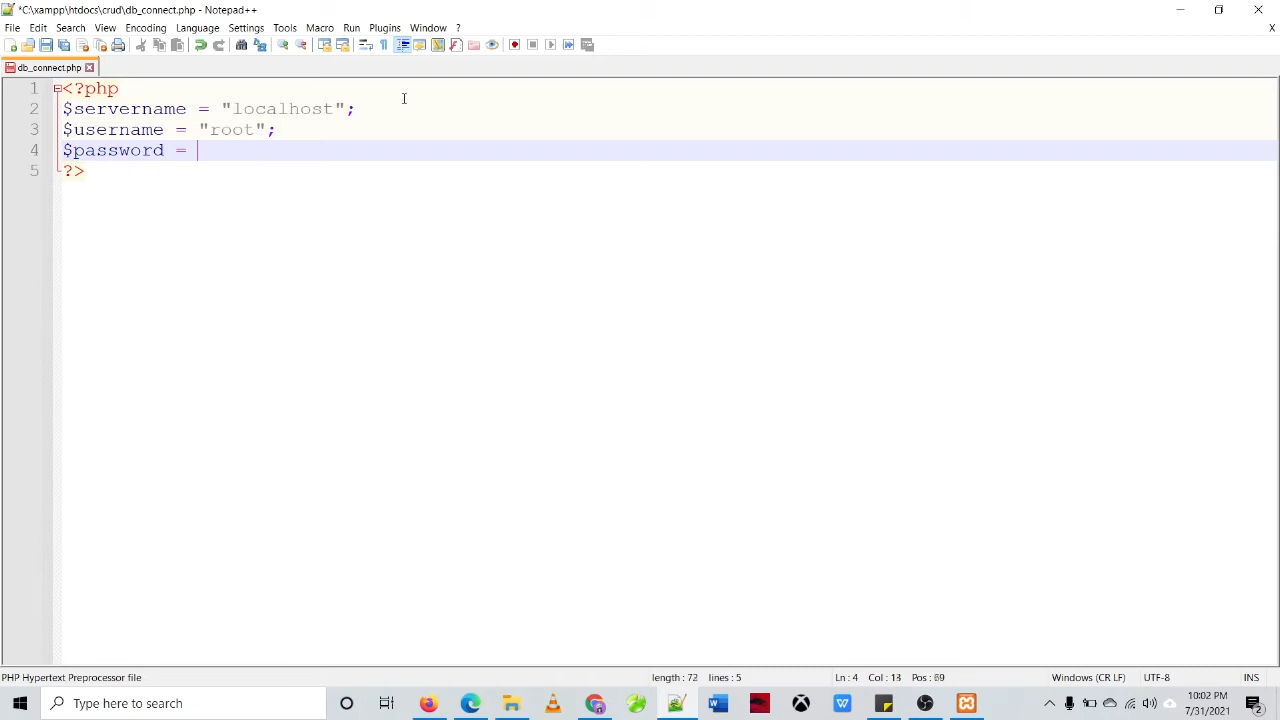 *C:\xampp\htdocs\crud\db_connect.php - Notepad++
File Edit Search View Encoding Language Settings Tools Macro Run Plugins Window ? X
db_connect.php
1 <?php
2 $servername = "localhost";
3 $username = "root";
4 $password =
5 ?>
PHP Hypertext Preprocessor file length : 72 lines : 5 Ln : 4 Col : 13 Pos : 69 Windows (CR LF) UTF-8 INS
Type here to search
10:02 PM
7/31/2021
2